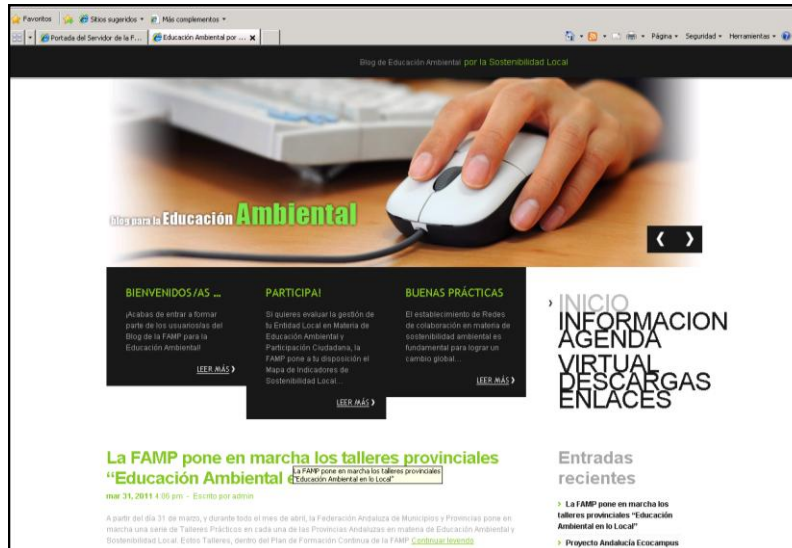 Favoritos Sitios sugeridos Más complementos
Portada del Servidor de la F... Educación Ambiental por ... Página Seguridad Herramientas
Blog de Educación Ambiental por la Sostenibilidad Local
blog para la Educación Ambiental
BIENVENIDOS/AS ...
¡Acabas de entrar a formar
parte de los usuarios/as del
Blog de la FAMP para la
Educación Ambiental!
LEER MÁS
PARTICIPA!
Si quieres evaluar la gestión de
tu Entidad Local en Materia de
Educación Ambiental y
Participación Ciudadana, la
FAMP pone a tu disposición el
Mapa de Indicadores de
Sostenibilidad Local...
LEER MÁS
BUENAS PRÁCTICAS
El establecimiento de Redes
de colaboración en materia de
sostenibilidad ambiental es
fundamental para lograr un
cambio global...
LEER MÁS
INICIO
INFORMACION
AGENDA
VIRTUAL
DESCARGAS
ENLACES
La FAMP pone en marcha los talleres provinciales
“Educación Ambiental e
La FAMP pone en marcha los talleres provinciales
"Educación Ambiental en lo Local"
mar 31, 2011 4:06 pm – Escrito por admin
A partir del día 31 de marzo, y durante todo el mes de abril, la Federación Andaluza de Municipios y Provincias pone en
marcha una serie de Talleres Prácticos en cada una de las Provincias Andaluzas en materia de Educación Ambiental y
Sostenibilidad Local. Estos Talleres, dentro del Plan de Formación Continua de la FAMP Continuar leyendo
Entradas
recientes
La FAMP pone en marcha los
talleres provinciales “Educación
Ambiental en lo Local”
Proyecto Andalucía Ecocampus